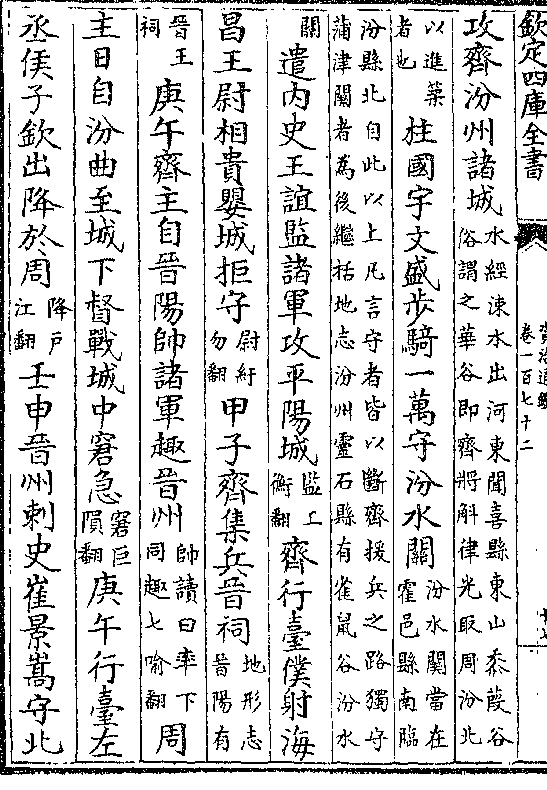 欽定四庫全書
資治通鑑
卷一百七十二
十七
攻齊汾州諸城水經涑水出河東聞喜縣東山黍葭谷俗謂之華谷即齊將斛律光取周汾北
以進築者也柱國宇文盛步騎一萬守汾水關汾水關當在霍邑縣南臨
汾縣北自此以上凡言守者皆以斷齊援兵之路獨守蒲津關者為後繼括地志汾州靈石縣有雀鼠谷汾水
關遣内史王誼監諸軍攻平陽城監工銜翻齊行臺僕射海
昌王尉相貴嬰城拒守尉紆勿翻甲子齊集兵晉祠地形志晉陽有
晉王祠庚午齊主自晉陽帥諸軍趣晉州帥讀曰率下同趣七喻翻周
主日自汾曲至城下督戰城中窘急窘巨隕翻庚午行臺左
丞侯子欽出降於周降戶江翻壬申晉州刺史崔景嵩守北